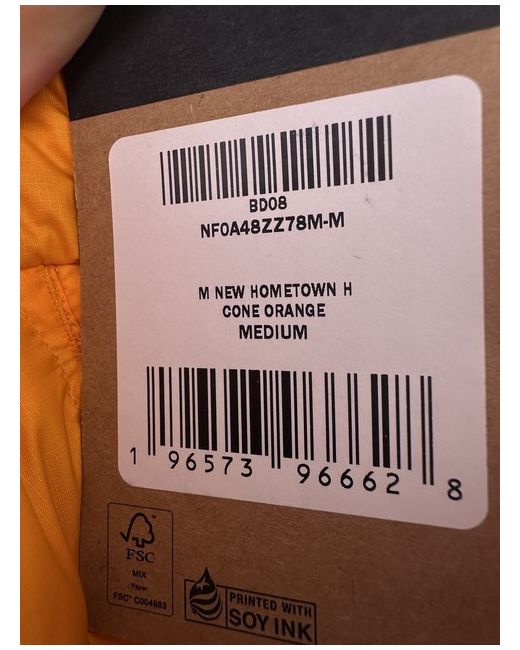 BD08
NF0A48ZZ78M-M
M NEW HOMETOWN H
CONE ORANGE
MEDIUM
1 96573 96662 8
FSC
MIX
Paper
FSC® C004883
PRINTED WITH
SOY INK